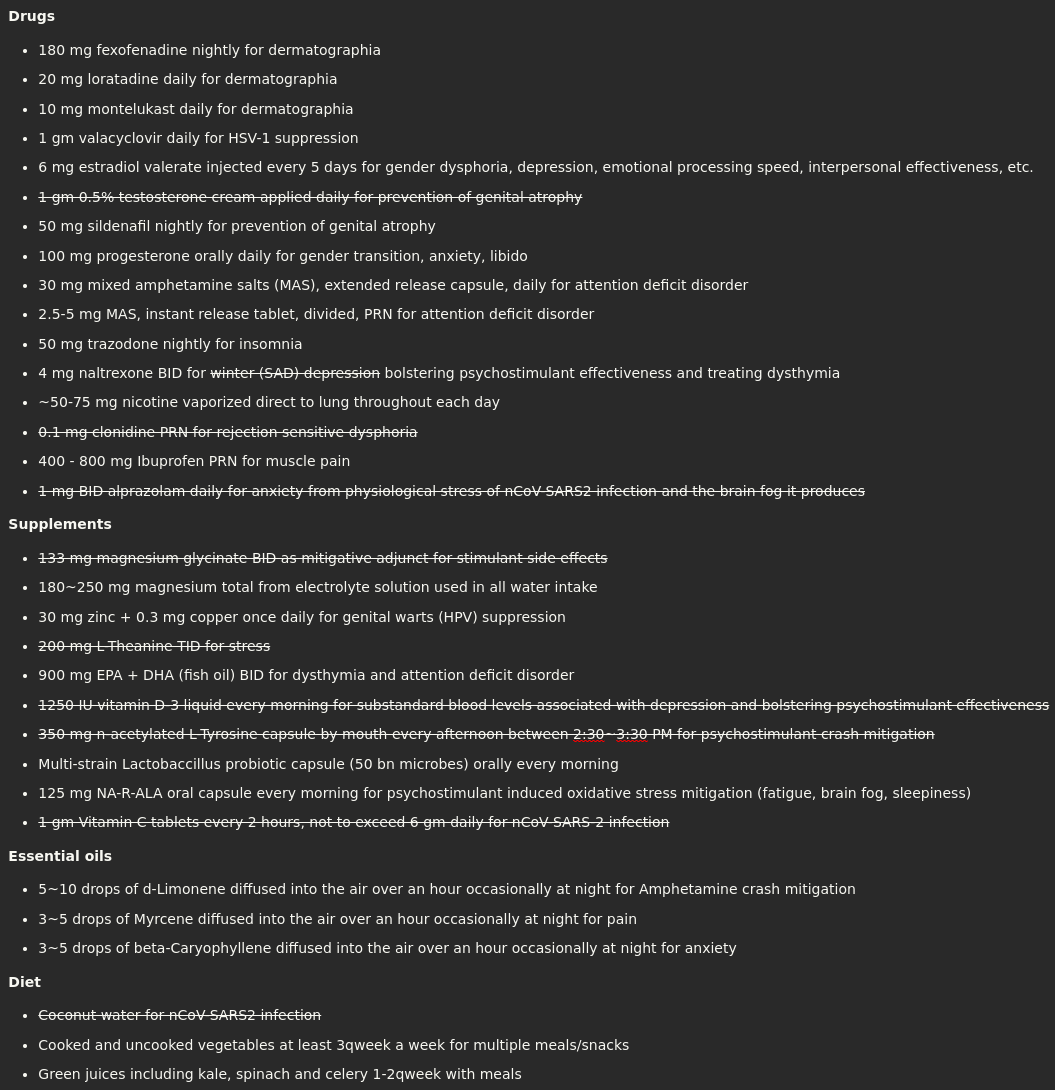 Drugs
• 180 mg fexofenadine nightly for dermatographia
• 20 mg loratadine daily for dermatographia
• 10 mg montelukast daily for dermatographia
• 1 gm valacyclovir daily for HSV-1 suppression
• 6 mg estradiol valerate injected every 5 days for gender dysphoria, depression, emotional processing speed, interpersonal effectiveness, etc.
• 1 gm 0.5% testosterone cream applied daily for prevention of genital atrophy
• 50 mg sildenafil nightly for prevention of genital atrophy
• 100 mg progesterone orally daily for gender transition, anxiety, libido
• 30 mg mixed amphetamine salts (MAS), extended release capsule, daily for attention deficit disorder
• 2.5-5 mg MAS, instant release tablet, divided, PRN for attention deficit disorder
• 50 mg trazodone nightly for insomnia
• 4 mg naltrexone BID for winter (SAD) depression bolstering psychostimulant effectiveness and treating dysthymia
• ~50-75 mg nicotine vaporized direct to lung throughout each day
• 0.1 mg clonidine PRN for rejection sensitive dysphoria
• 400 - 800 mg Ibuprofen PRN for muscle pain
• 1 mg BID alprazolam daily for anxiety from physiological stress of nCoV-SARS2 infection and the brain fog it produces
Supplements
• 133 mg magnesium glycinate BID as mitigative adjunct for stimulant side effects
• 180~250 mg magnesium total from electrolyte solution used in all water intake
• 30 mg zinc + 0.3 mg copper once daily for genital warts (HPV) suppression
• 200 mg L-Theanine TID for stress
• 900 mg EPA + DHA (fish oil) BID for dysthymia and attention deficit disorder
• 1250 IU vitamin D-3 liquid every morning for substandard blood levels associated with depression and bolstering psychostimulant effectiveness
• 350 mg n-acetylated L-Tyrosine capsule by mouth every afternoon between 2:30~3:30 PM for psychostimulant crash mitigation
• Multi-strain Lactobaccillus probiotic capsule (50 bn microbes) orally every morning
• 125 mg NA-R-ALA oral capsule every morning for psychostimulant induced oxidative stress mitigation (fatigue, brain fog, sleepiness)
• 1 gm Vitamin C tablets every 2 hours, not to exceed 6 gm daily for nCoV-SARS-2 infection
Essential oils
• 5~10 drops of d-Limonene diffused into the air over an hour occasionally at night for Amphetamine crash mitigation
• 3~5 drops of Myrcene diffused into the air over an hour occasionally at night for pain
• 3~5 drops of beta-Caryophyllene diffused into the air over an hour occasionally at night for anxiety
Diet
• Coconut water for nCoV-SARS2 infection
• Cooked and uncooked vegetables at least 3qweek a week for multiple meals/snacks
• Green juices including kale, spinach and celery 1-2qweek with meals